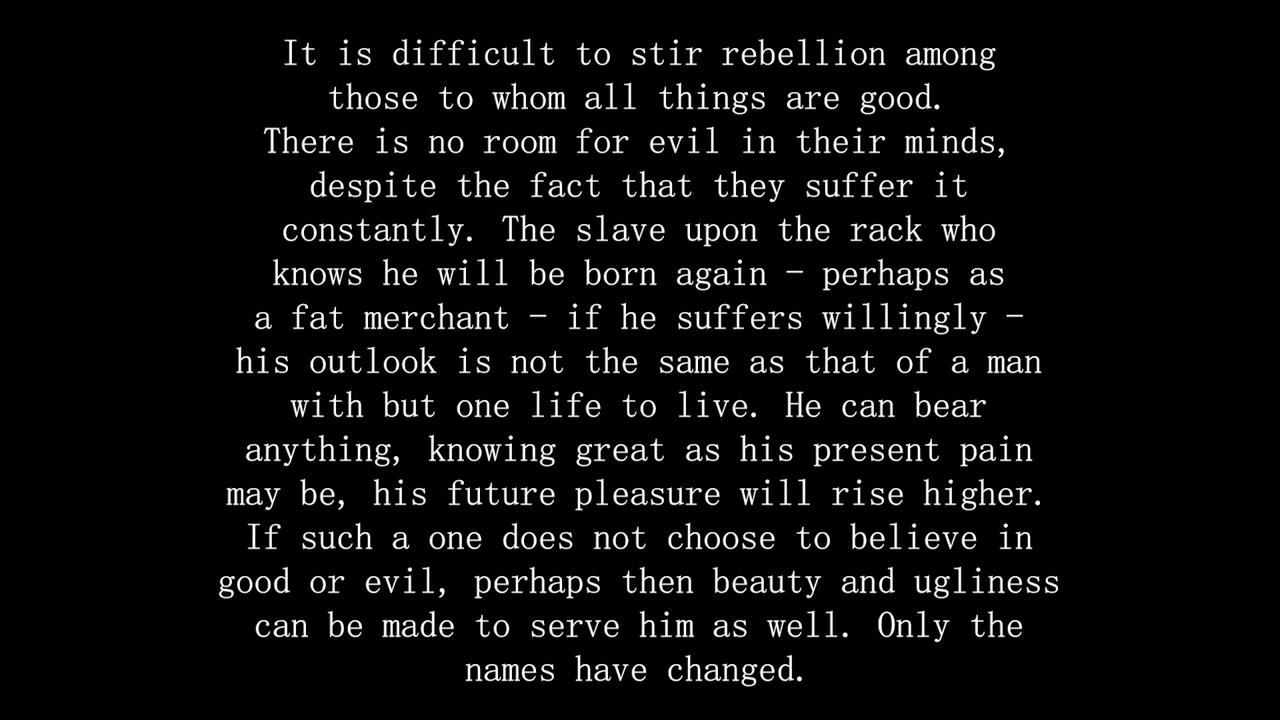 It is difficult to stir rebellion among
those to whom all things are good.
There is no room for evil in their minds,
despite the fact that they suffer it
constantly. The slave upon the rack who
knows he will be born again - perhaps as
a fat merchant - if he suffers willingly -
his outlook is not the same as that of a man
with but one life to live. He can bear
anything, knowing great as his present pain
may be, his future pleasure will rise higher.
If such a one does not choose to believe in
good or evil, perhaps then beauty and ugliness
can be made to serve him as well. Only the
names have changed.